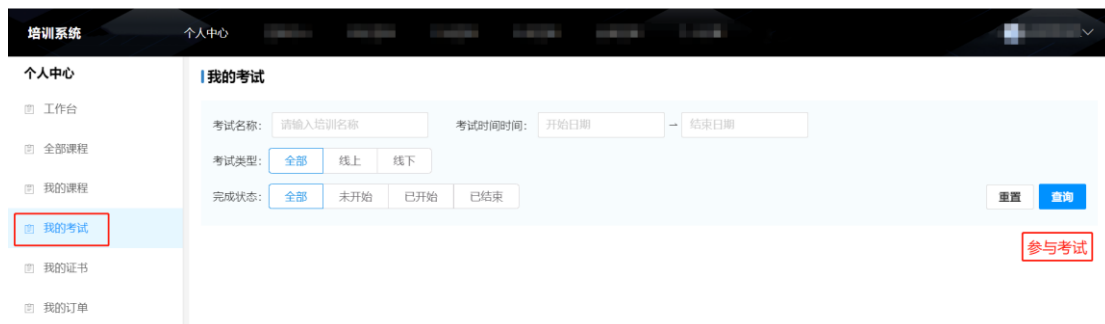 培训系统 个人中心
个人中心
工作台
全部课程
我的课程
我的考试
我的证书
我的订单
我的考试
考试名称: 请输入培训名称 考试时间时间: 开始日期 → 结束日期
考试类型: 全部 线上 线下
完成状态: 全部 未开始 已开始 已结束 重置 查询
参与考试